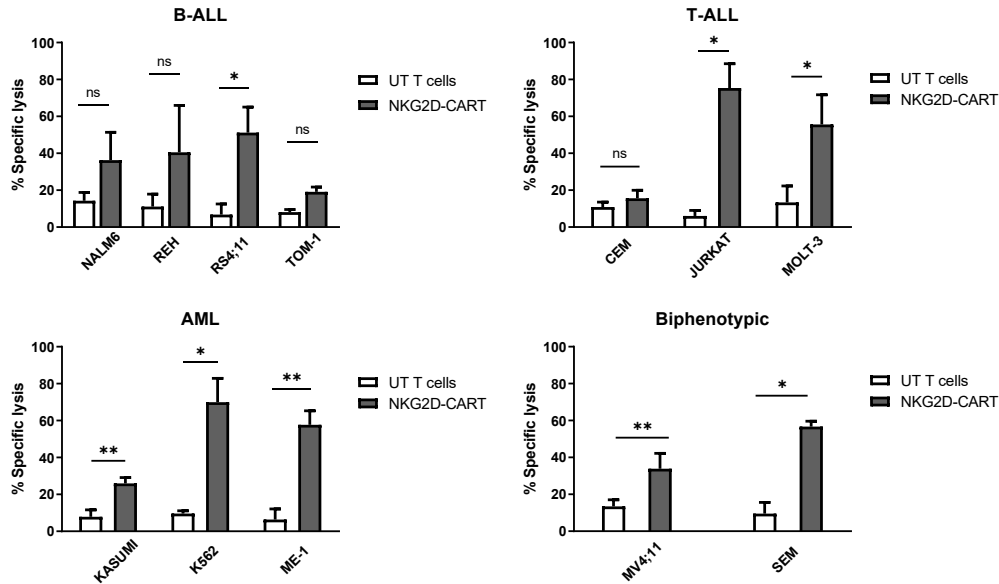 B-ALL
% Specific lysis
100
80
60
40
20
0
ns
ns
*
ns
NALM6
REH
RS4;11
TOM-1
UT T cells
NKG2D-CART
T-ALL
% Specific lysis
100
80
60
40
20
0
ns
*
*
CEM
JURKAT
MOLT-3
UT T cells
NKG2D-CART
AML
% Specific lysis
100
80
60
40
20
0
**
*
**
KASUMI
K562
ME-1
UT T cells
NKG2D-CART
Biphenotypic
% Specific lysis
100
80
60
40
20
0
**
*
MV4;11
SEM
UT T cells
NKG2D-CART